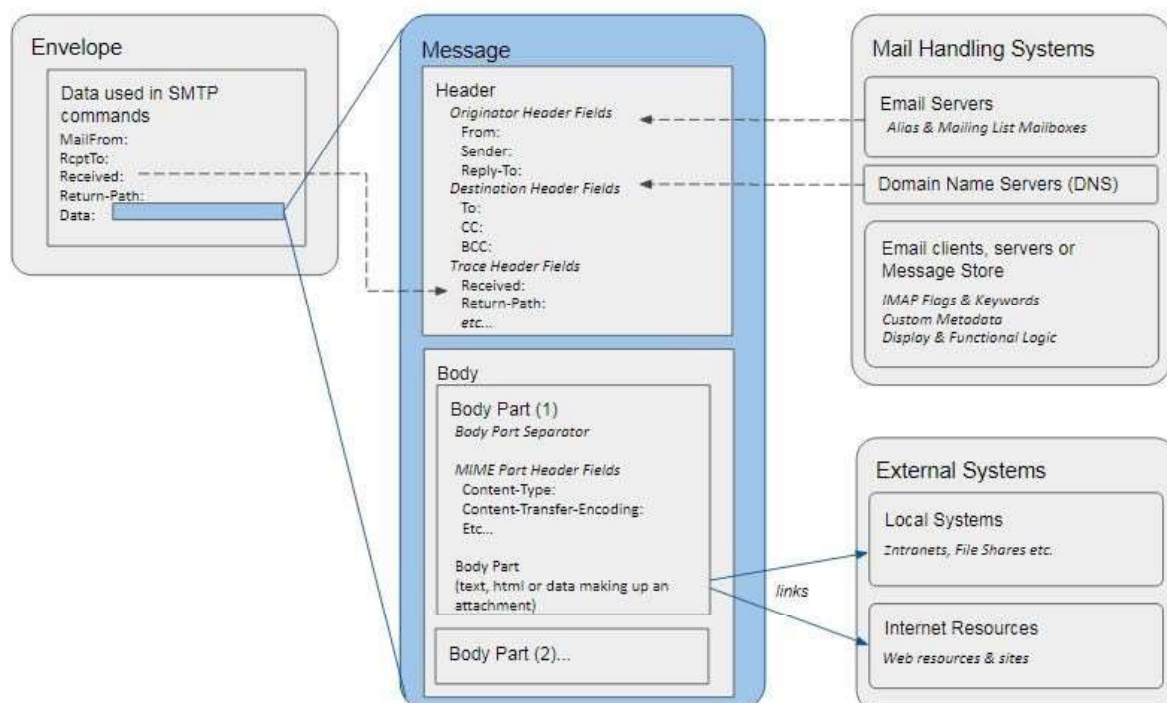 Envelope
Data used in SMTP
commands
MailFrom:
RcptTo:
Received:
Return-Path:
Data:
Message
Header
Originator Header Fields
From:
Sender:
Reply-To:
Destination Header Fields
To:
CC:
BCC:
Trace Header Fields
Received:
Return-Path:
etc...
Body
Body Part (1)
Body Part Separator
MIME Part Header Fields
Content-Type:
Content-Transfer-Encoding:
Etc...
Body Part
(text, html or data making up an
attachment)
Body Part (2)...
links
Mail Handling Systems
Email Servers
Alias & Mailing List Mailboxes
Domain Name Servers (DNS)
Email clients, servers or
Message Store
IMAP Flags & Keywords
Custom Metadata
Display & Functional Logic
External Systems
Local Systems
Intranets, File Shares etc.
Internet Resources
Web resources & sites